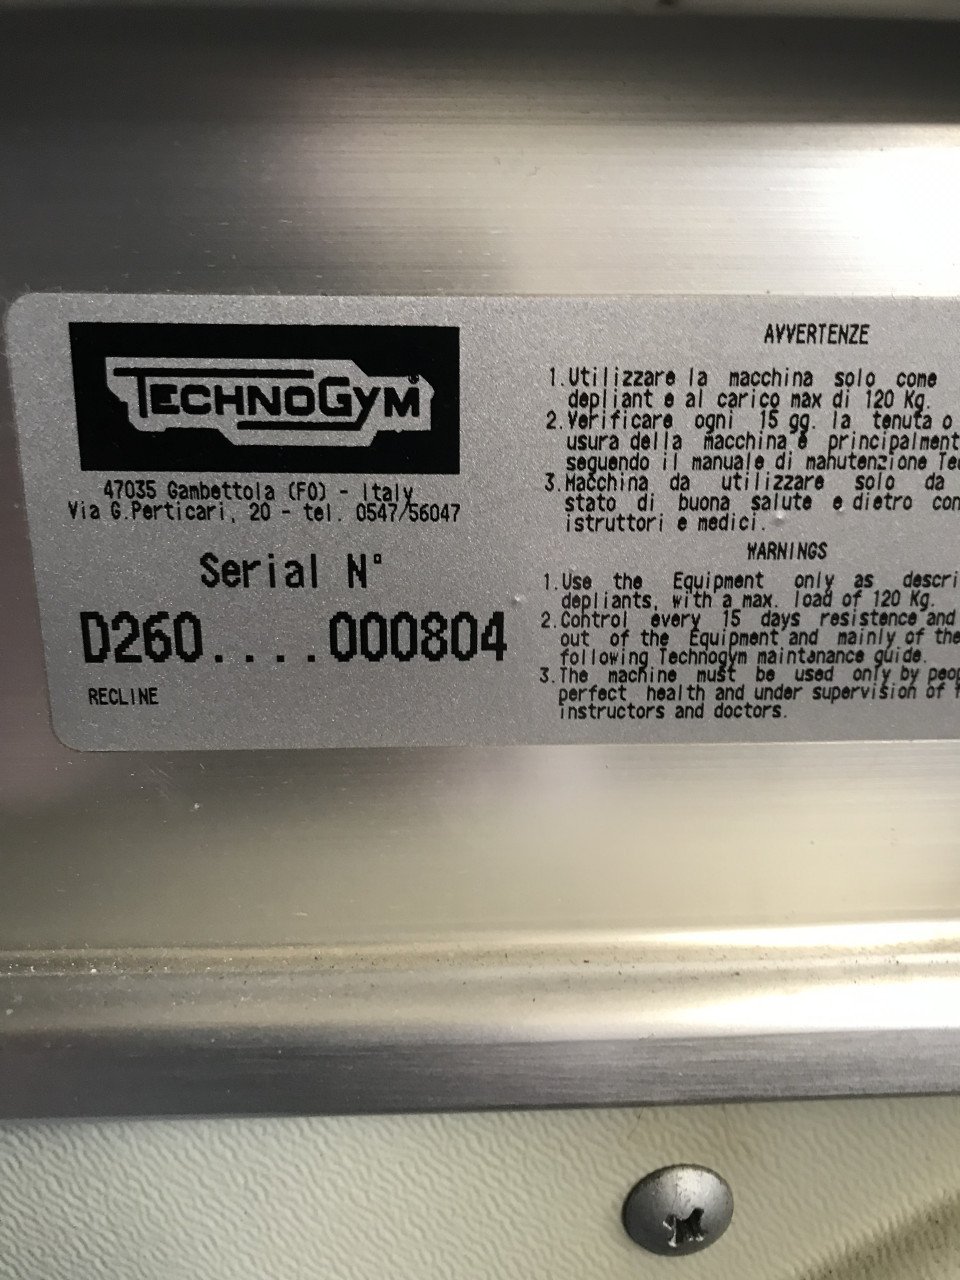 TECHNOGYM®
47035 Gambettola (FO) - Italy
Via G.Perticari, 20 - tel. 0547/56047
Serial N°
D260....000804
RECLINE
AVVERTENZE
1.Utilizzare la macchina solo come
depliant e al carico max di 120 Kg.
2.Verificare ogni 15 gg. la tenuta o
usura della macchina e principalment
seguendo il manuale di manutenzione Tec
3.Macchina da utilizzare solo da
stato di buona salute e dietro con
istruttori e medici.
WARNINGS
1.Use the Equipment only as descri
depliants, with a max. load of 120 Kg.
2.Control every 15 days resistence and
out of the Equipment and mainly of the
following Technogym maintanance guide.
3.The machine must be used only by peop
perfect health and under supervision of
instructors and doctors.